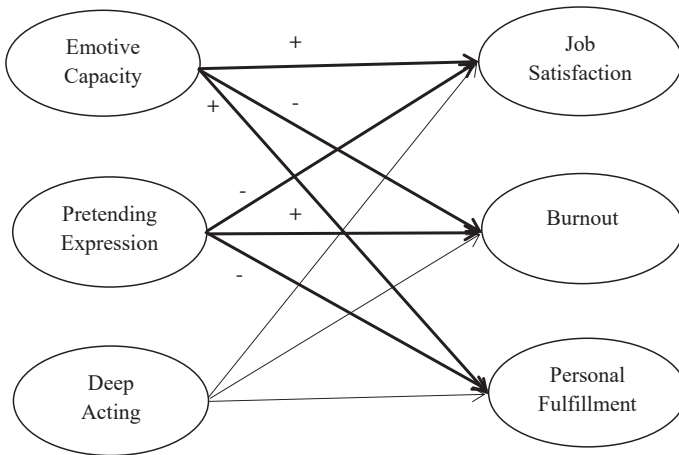 Emotive
Capacity
+
Job
Satisfaction
+
-
Pretending
Expression
-
+
Burnout
-
Deep
Acting
Personal
Fulfillment